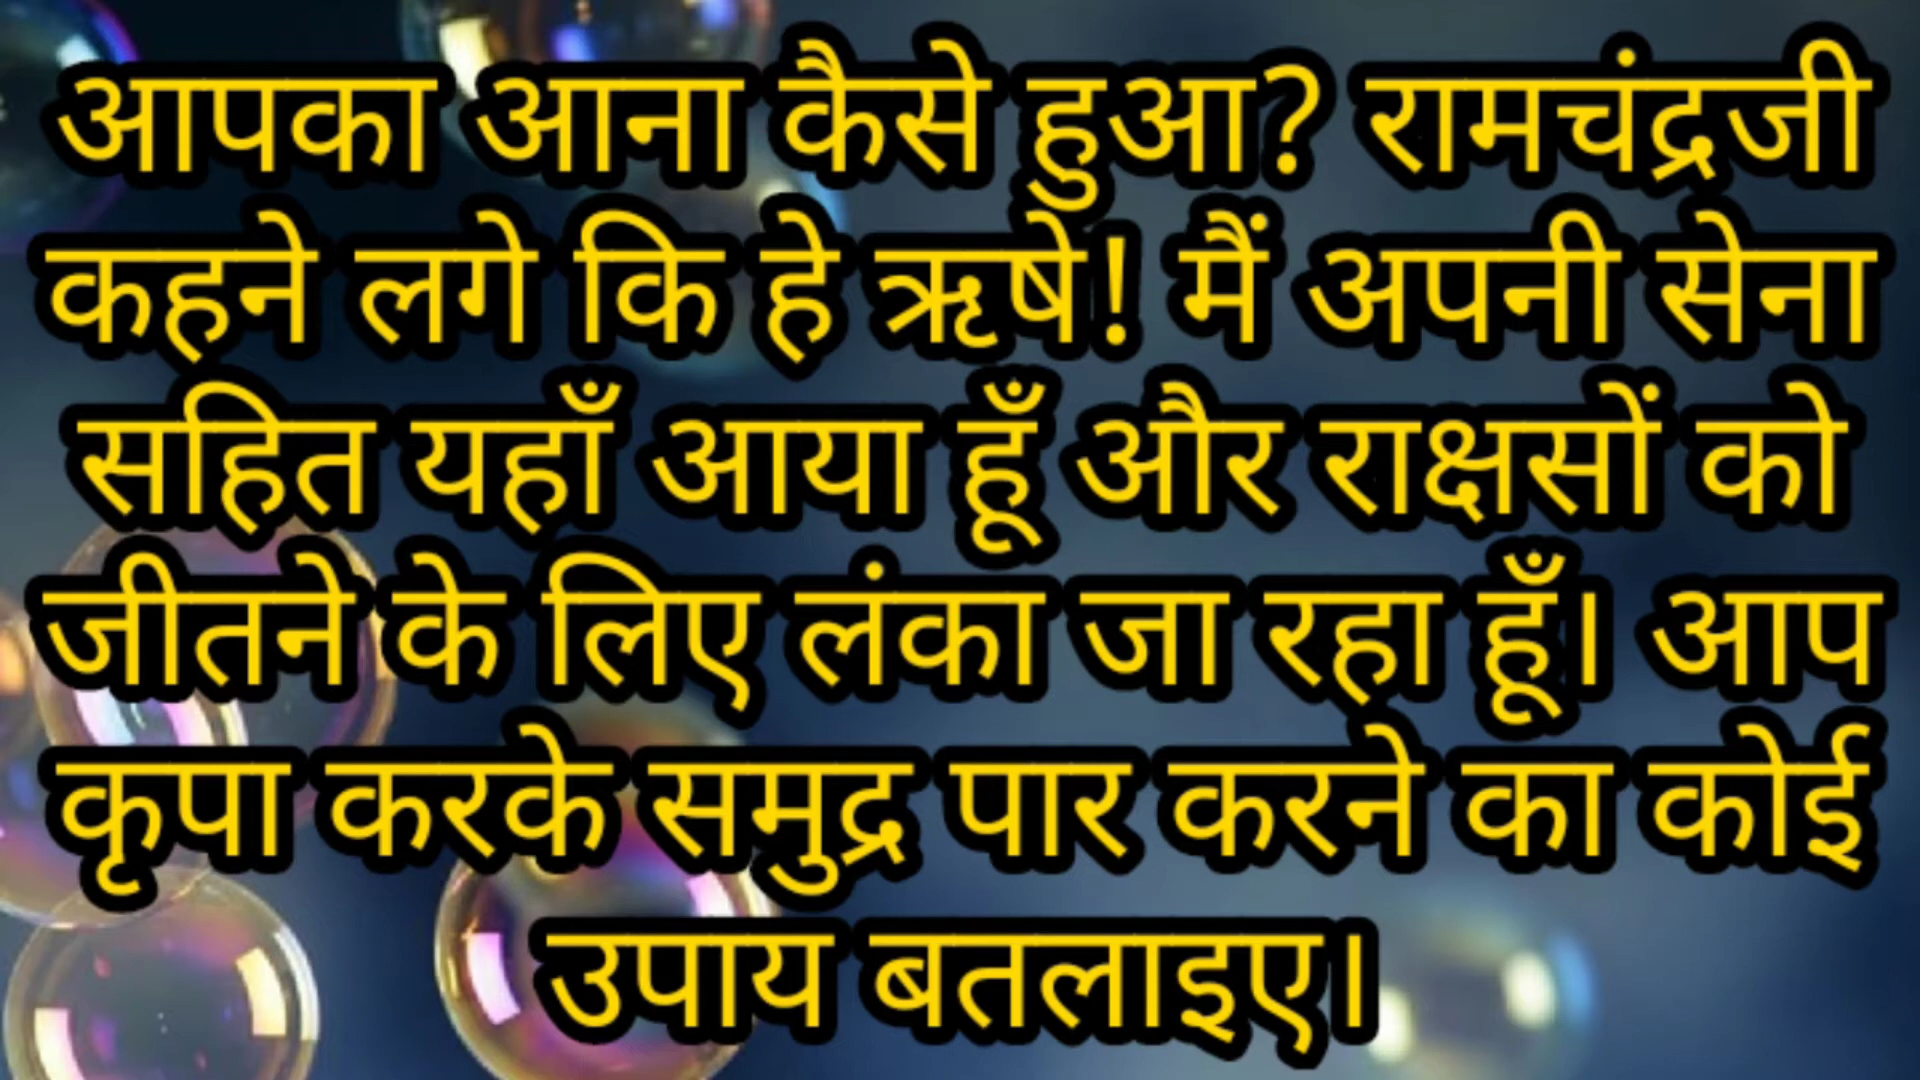 आपका आना कैसे हुआ? रामचंद्रजी
कहने लगे कि हे ऋषे! मैं अपनी सेना
सहित यहाँ आया हूँ और राक्षसों को
जीतने के लिए लंका जा रहा हूँ। आप
कृपा करके समुद्र पार करने का कोई
उपाय बतलाइए।